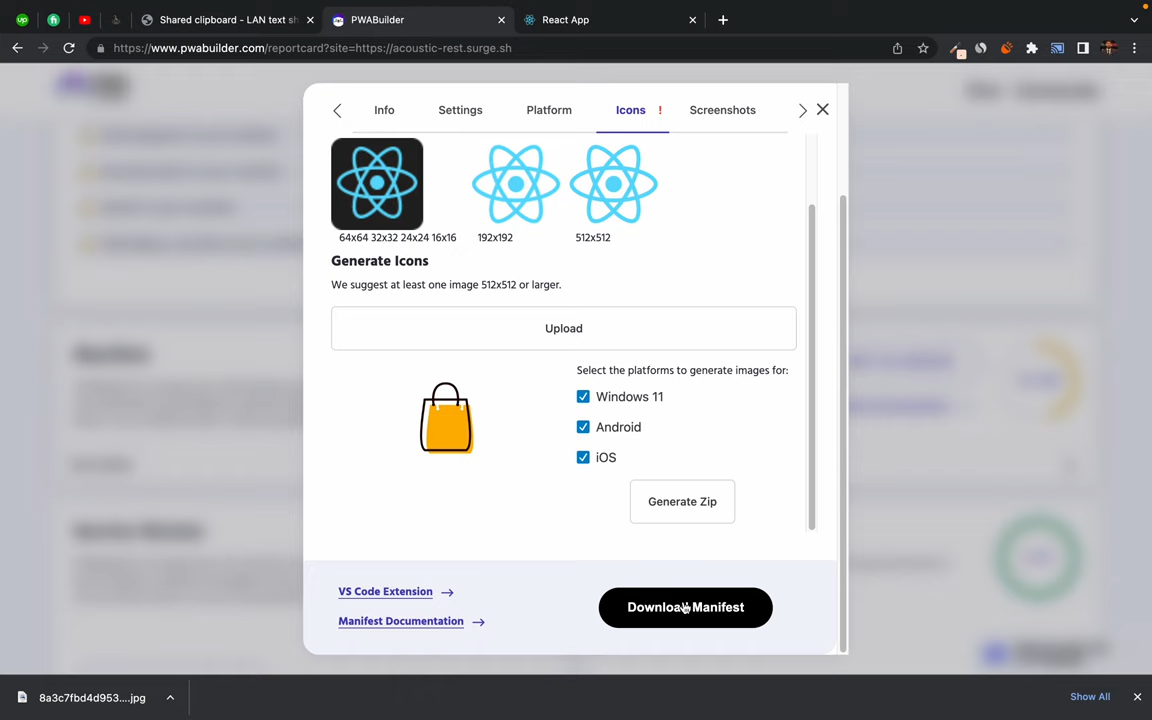 Shared clipboard - LAN text sh
PWABuilder
React App
https://www.pwabuilder.com/reportcard?site=https://acoustic-rest.surge.sh
Info
Settings
Platform
Icons !
Screenshots
64x64 32x32 24x24 16x16
192x192
512x512
Generate Icons
We suggest at least one image 512x512 or larger.
Upload
Select the platforms to generate images for:
Windows 11
Android
iOS
Generate Zip
VS Code Extension
Download Manifest
Manifest Documentation
8a3c7fbd4d953....jpg
Show All